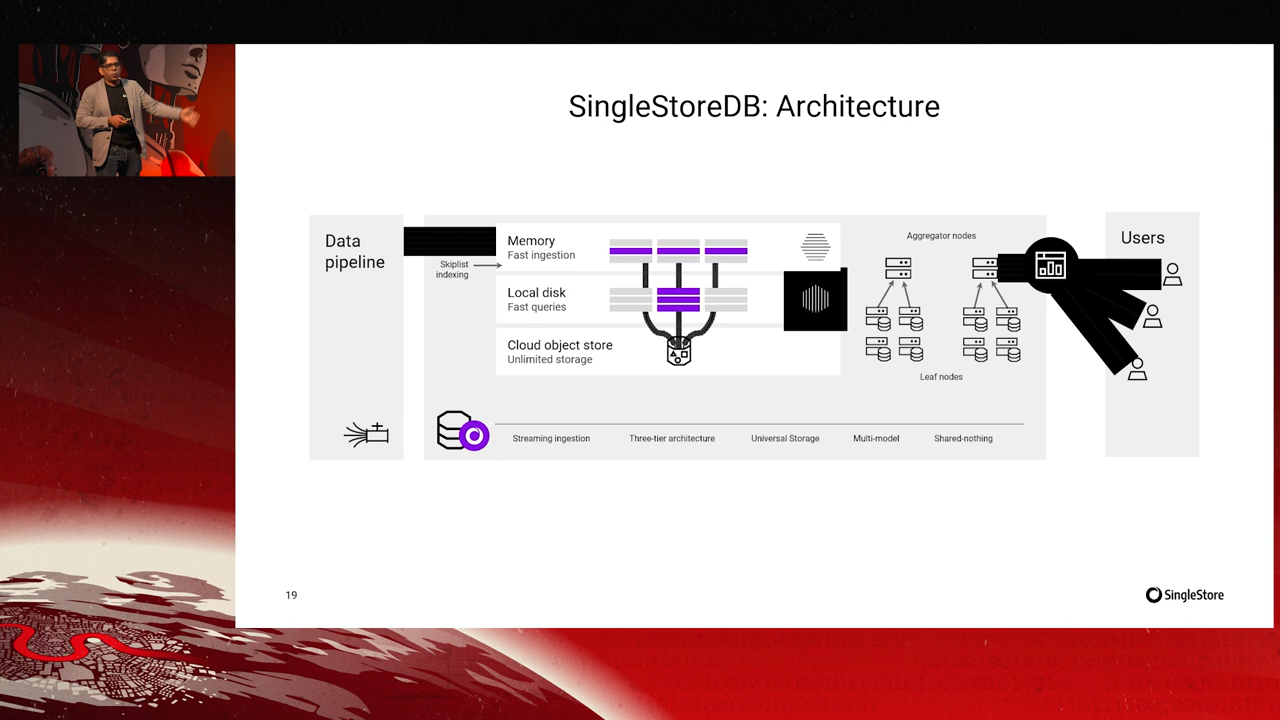 SingleStoreDB: Architecture
Data
pipeline
Skiplist
indexing
Memory
Fast ingestion
Local disk
Fast queries
Cloud object store
Unlimited storage
Aggregator nodes
Leaf nodes
Users
Streaming ingestion
Three-tier architecture
Universal Storage
Multi-model
Shared-nothing
19
SingleStore